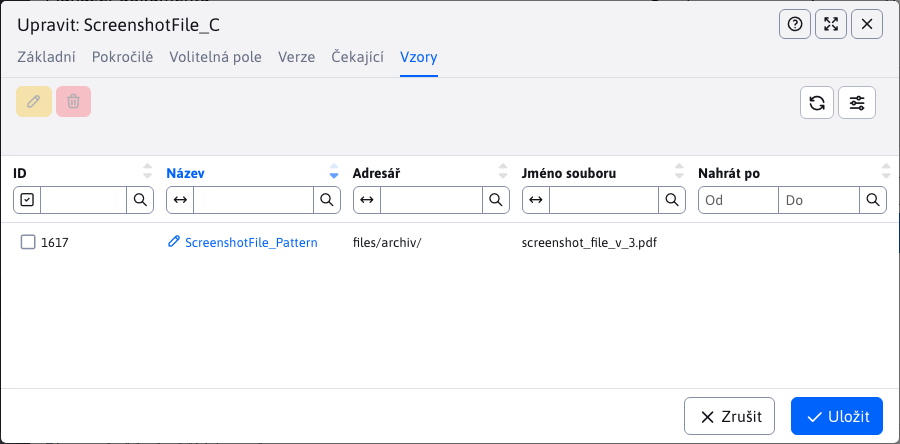 Upravit: ScreenshotFile_C
Základní Pokročilé Volitelná pole Verze Čekající Vzory
ID Název Adresář Jméno souboru Nahrát po
Od Do
1617 ScreenshotFile_Pattern files/archiv/ screenshot_file_v_3.pdf
Zrušit Uložit